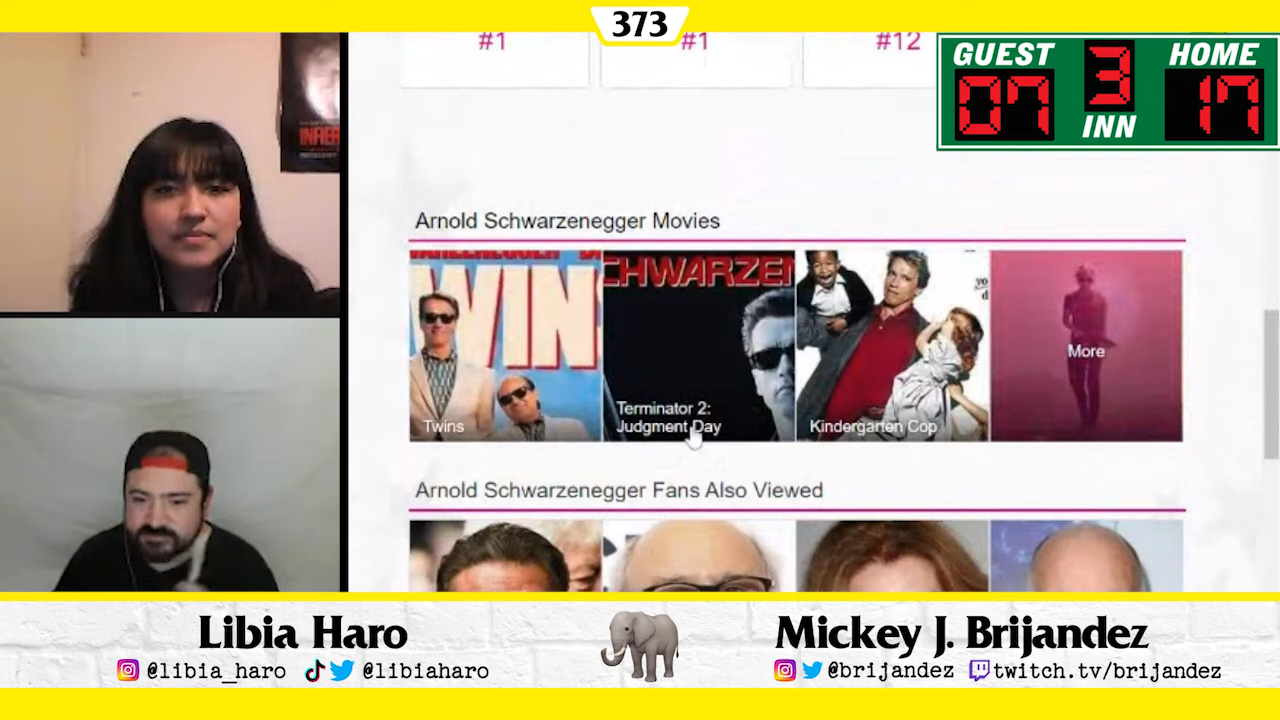 373
#1
#1
#12
GUEST
3
HOME
07
17
INN
Arnold Schwarzenegger Movies
WIN
CHWARZEN
Twins
Terminator 2:
Judgment Day
Kindergarten Cop
More
Arnold Schwarzenegger Fans Also Viewed
Libia Haro
Mickey J. Brijandez
@libia_haro
@libiaharo
@brijandez
twitch.tv/brijandez